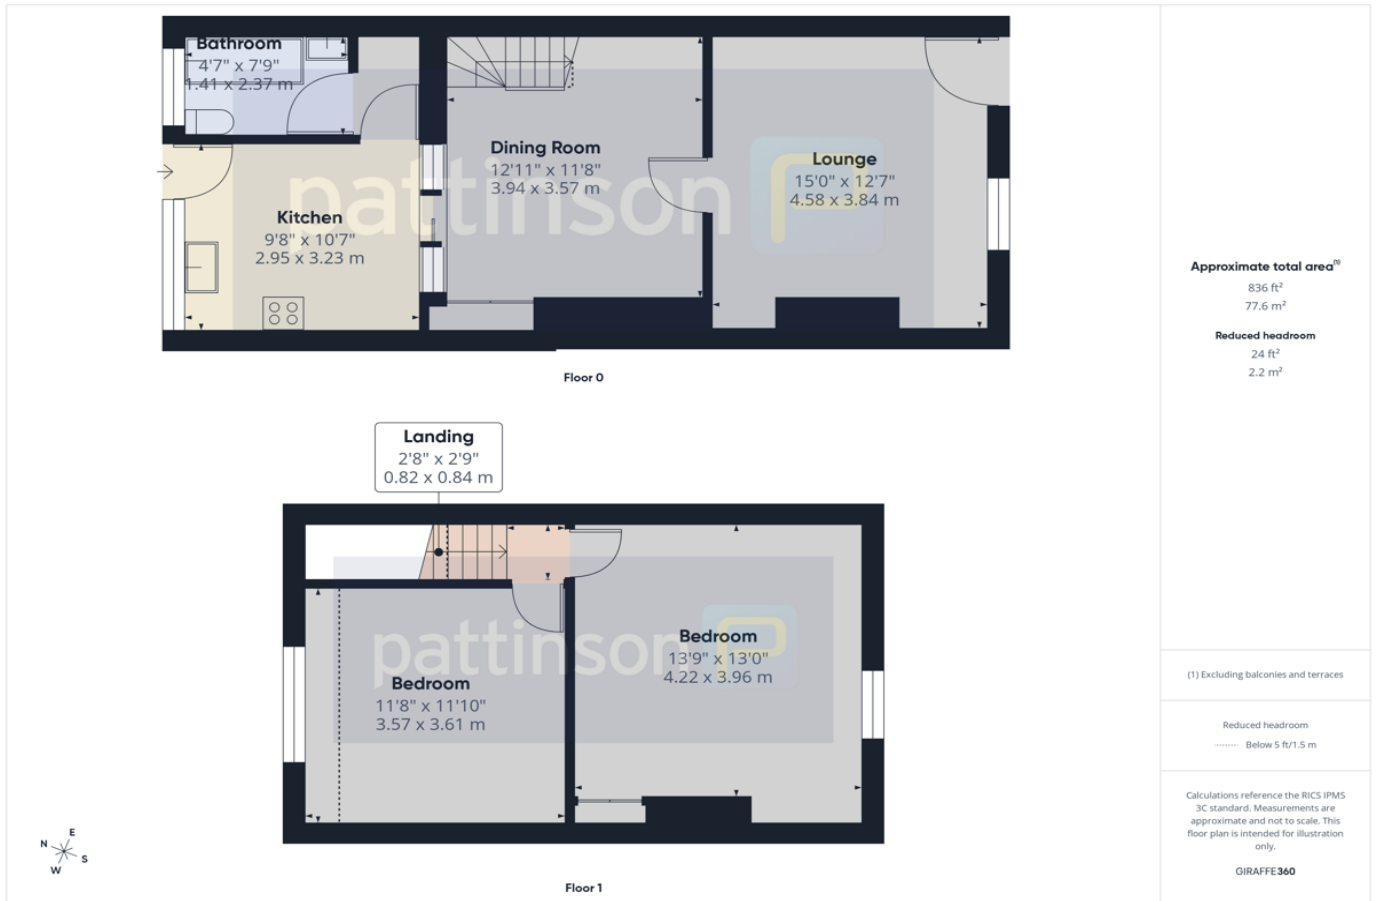 Bathroom
4'7" x 7'9"
1.41 x 2.37 m
Dining Room
12'11" x 11'8"
3.94 x 3.57 m
Lounge
15'0" x 12'7"
4.58 x 3.84 m
Kitchen
9'8" x 10'7"
2.95 x 3.23 m
pattinson
Floor 0
Landing
2'8" x 2'9"
0.82 x 0.84 m
Bedroom
13'9" x 13'0"
4.22 x 3.96 m
Bedroom
11'8" x 11'10"
3.57 x 3.61 m
pattinson
Floor 1
N
E
S
W
Approximate total area(1)
836 ft²
77.6 m²
Reduced headroom
24 ft²
2.2 m²
(1) Excluding balconies and terraces
Reduced headroom
Below 5 ft/1.5 m
Calculations reference the RICS IPMS
3C standard. Measurements are
approximate and not to scale. This
floor plan is intended for illustration
only.
GIRAFFE360